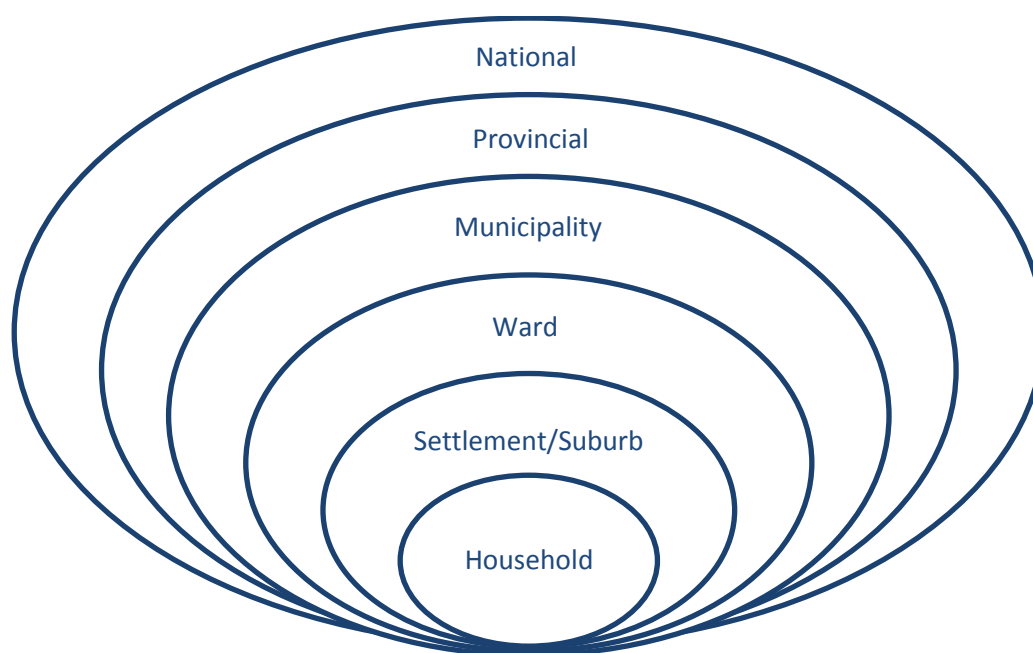 National
Provincial
Municipality
Ward
Settlement/Suburb
Household